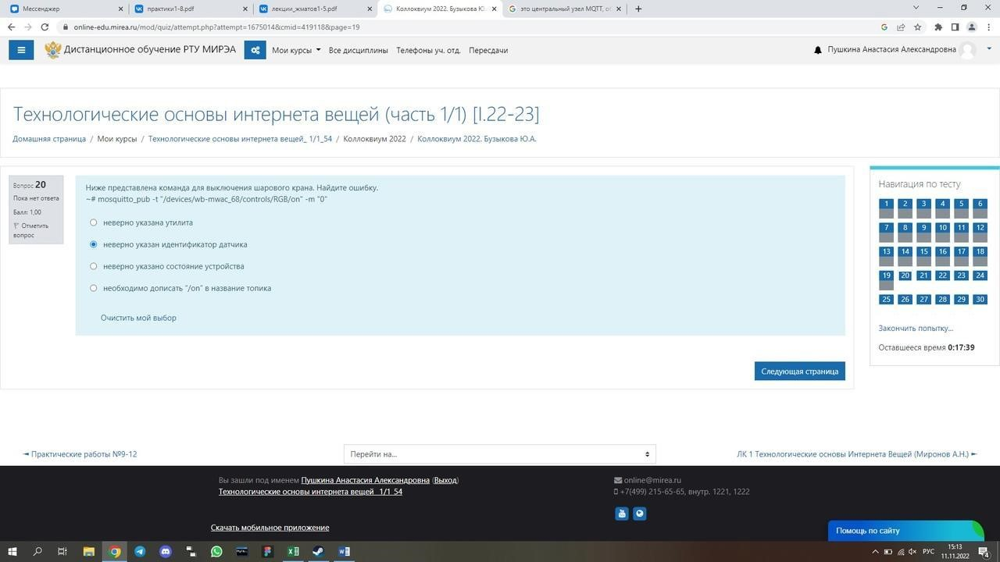 Мессенджер
практики1-8.pdf
лекции_жматов1-5.pdf
Коллоквиум 2022. Бузыкова Ю.
это центральный узел MQTT, об
online-edu.mirea.ru/mod/quiz/attempt.php?attempt=1675014&cmid=419118&page=19
Дистанционное обучение РТУ МИРЭА
Мои курсы
Все дисциплины
Телефоны уч. отд.
Пересдачи
Пушкина Анастасия Александровна
Технологические основы интернета вещей (часть 1/1) [I.22-23]
Домашняя страница / Мои курсы / Технологические основы интернета вещей_ 1/1_54 / Коллоквиум 2022 / Коллоквиум 2022. Бузыкова Ю.А.
Вопрос 20
Пока нет ответа
Балл: 1,00
Отметить
вопрос
Ниже представлена команда для выключения шарового крана. Найдите ошибку.
~# mosquitto_pub -t "/devices/wb-mwac_68/controls/RGB/on" -m "0"
неверно указана утилита
неверно указан идентификатор датчика
неверно указано состояние устройства
необходимо дописать "/on" в название топика
Очистить мой выбор
Следующая страница
Навигация по тесту
1 2 3 4 5 6
7 8 9 10 11 12
13 14 15 16 17 18
19 20 21 22 23 24
25 26 27 28 29 30
Закончить попытку...
Оставшееся время 0:17:39
◄ Практические работы №9-12
Перейти на...
ЛК 1 Технологические основы Интернета Вещей (Миронов А.Н.) ►
Вы зашли под именем Пушкина Анастасия Александровна (Выход)
Технологические основы интернета вещей_ 1/1_54
Скачать мобильное приложение
online@mirea.ru
+7(499) 215-65-65, внутр. 1221, 1222
Помощь по сайту
РУС
15:13
11.11.2022
4